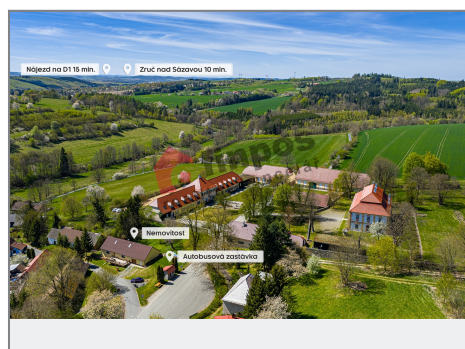 Nájezd na D1 15 min.
Zruč nad Sázavou 10 min.
Nemovitost
Autobusová zastávka